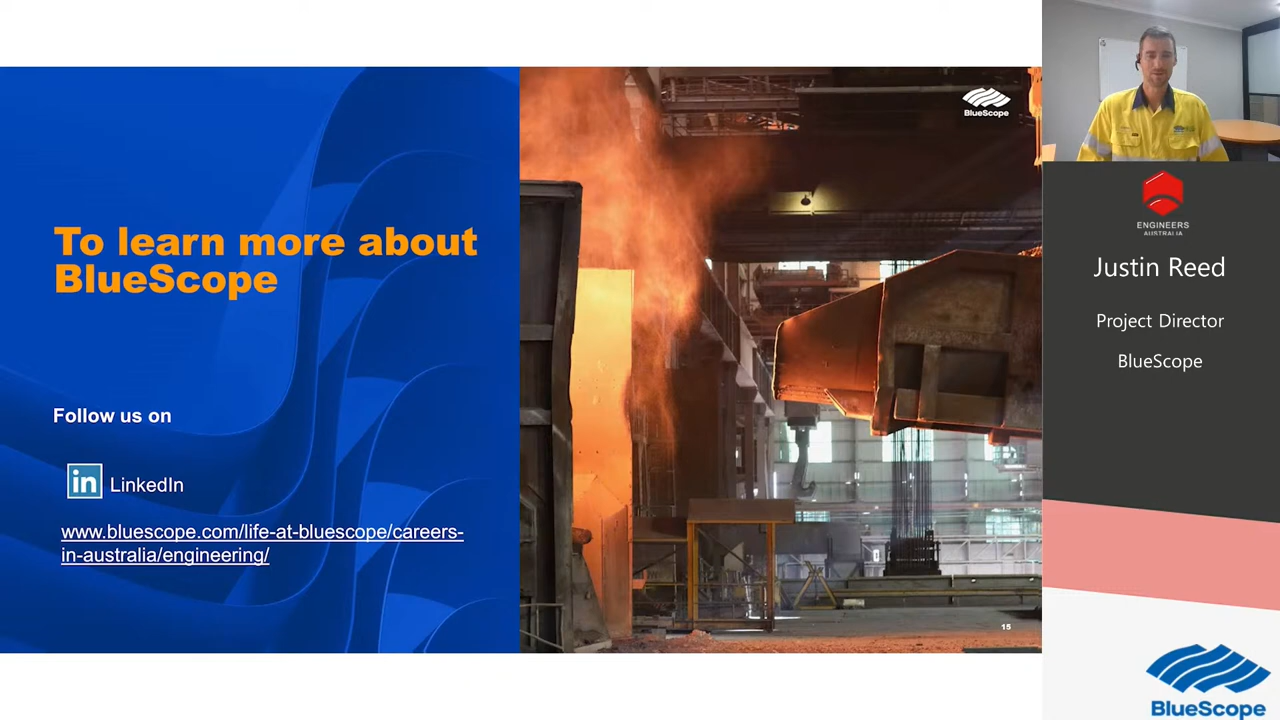 To learn more about
BlueScope
Follow us on
in LinkedIn
www.bluescope.com/life-at-bluescope/careers-
in-australia/engineering/
BlueScope
15
ENGINEERS
AUSTRALIA
Justin Reed
Project Director
BlueScope
BlueScope